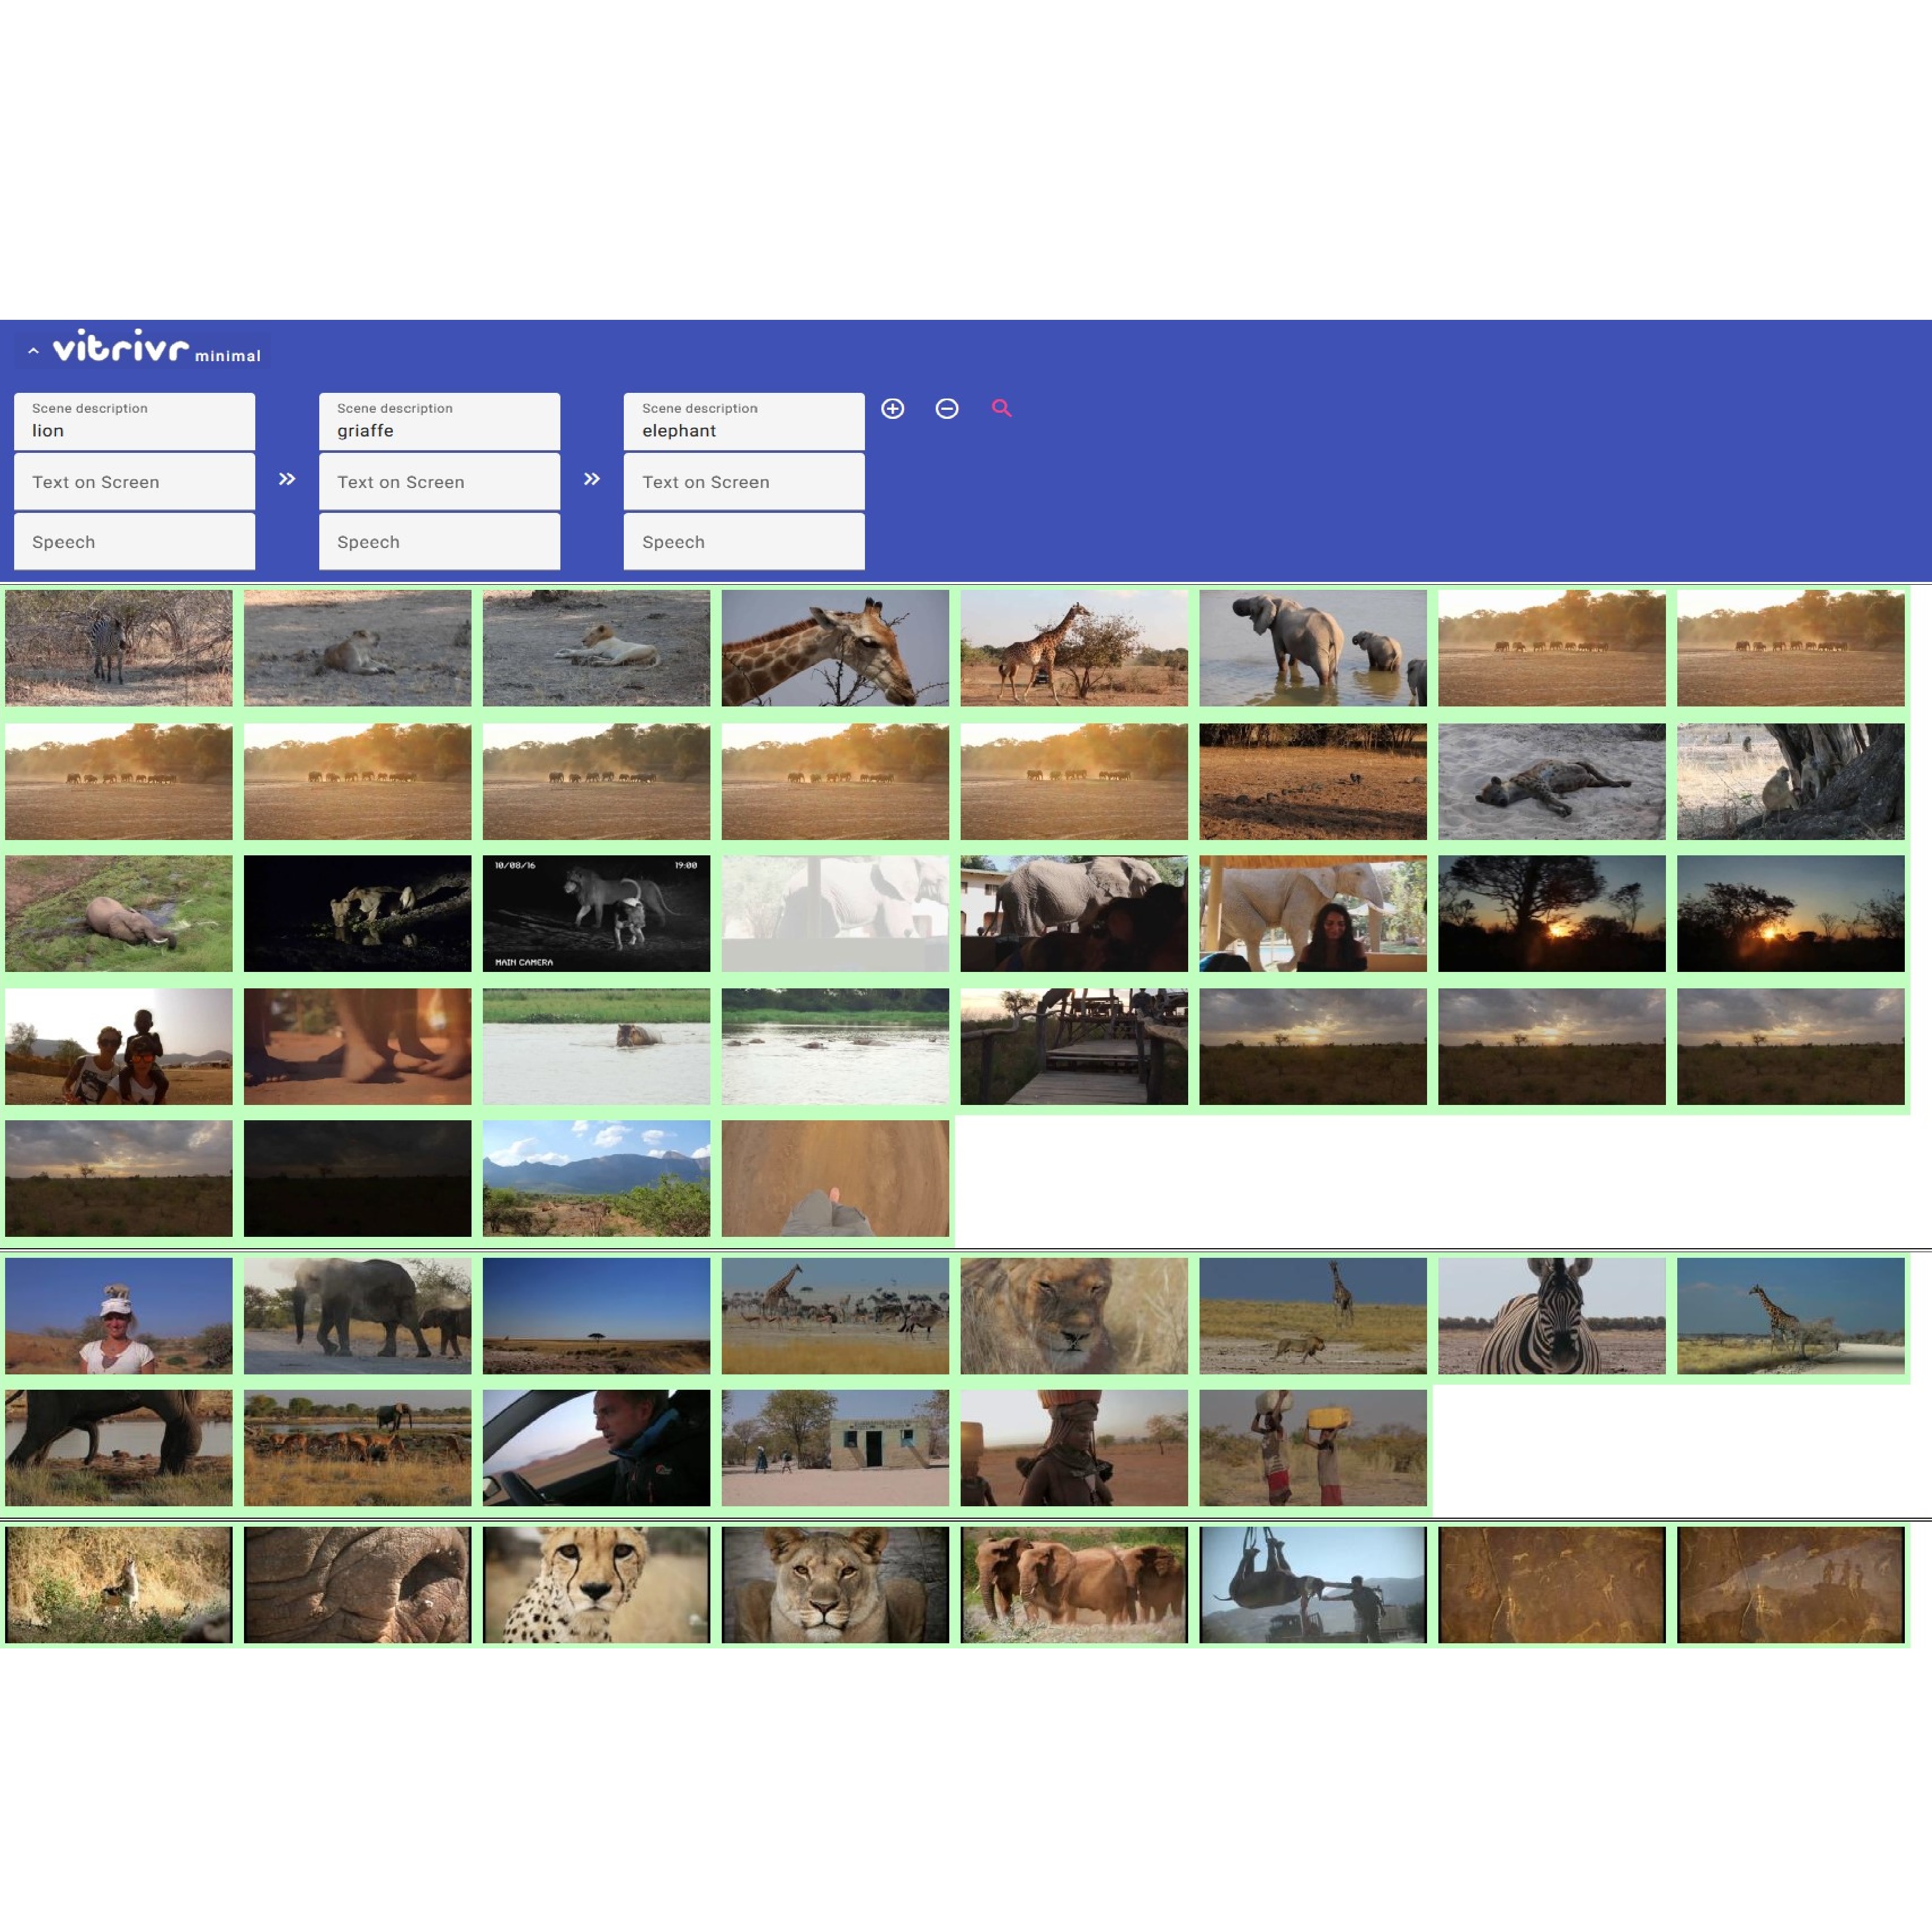 vitrivr minimal
Scene description
lion
Text on Screen
Speech
Scene description
griaffe
Text on Screen
Speech
Scene description
elephant
Text on Screen
Speech
10/08/16 19:00
MAIN CAMERA